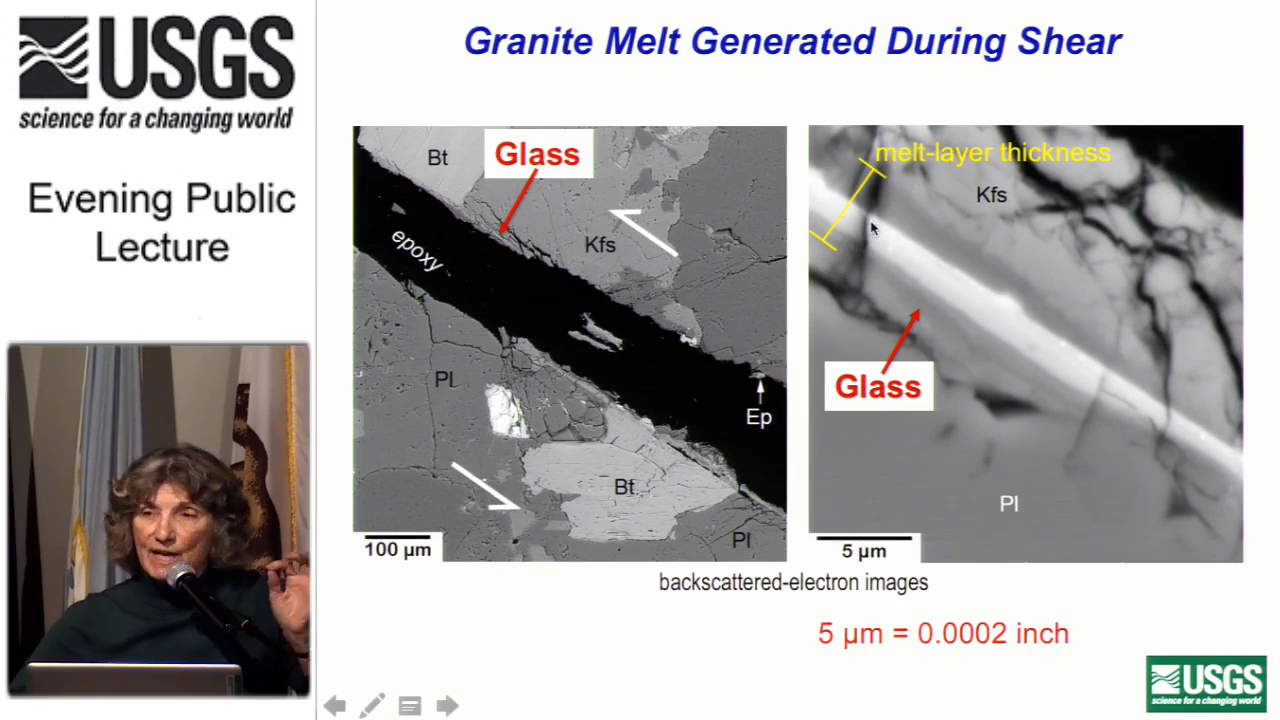 USGS
science for a changing world
Evening Public
Lecture
Granite Melt Generated During Shear
Bt
Glass
Kfs
epoxy
Pl
Ep
Bt
Pl
100 µm
melt-layer thickness
Kfs
Glass
Pl
5 µm
backscattered-electron images
5 µm = 0.0002 inch
USGS
science for a changing world